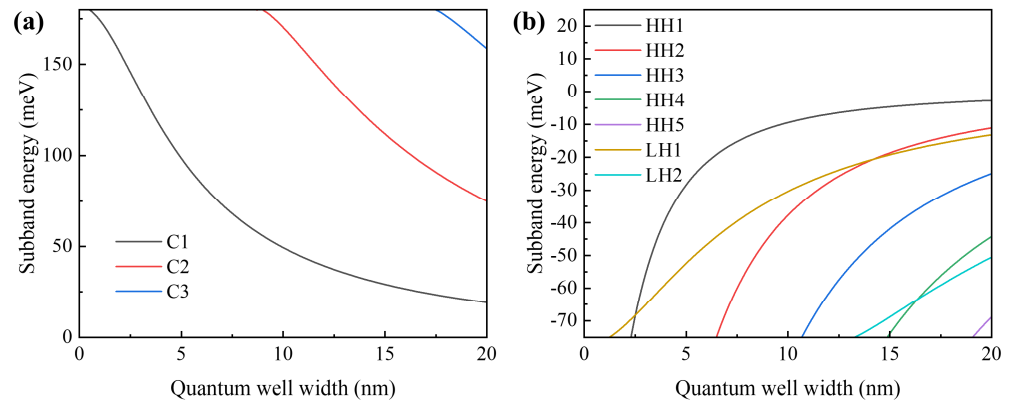 (a)
150
100
50
0
Subband energy (meV)
C1
C2
C3
0 5 10 15 20
Quantum well width (nm)
(b)
20
10
0
-10
-20
-30
-40
-50
-60
-70
Subband energy (meV)
HH1
HH2
HH3
HH4
HH5
LH1
LH2
0 5 10 15 20
Quantum well width (nm)